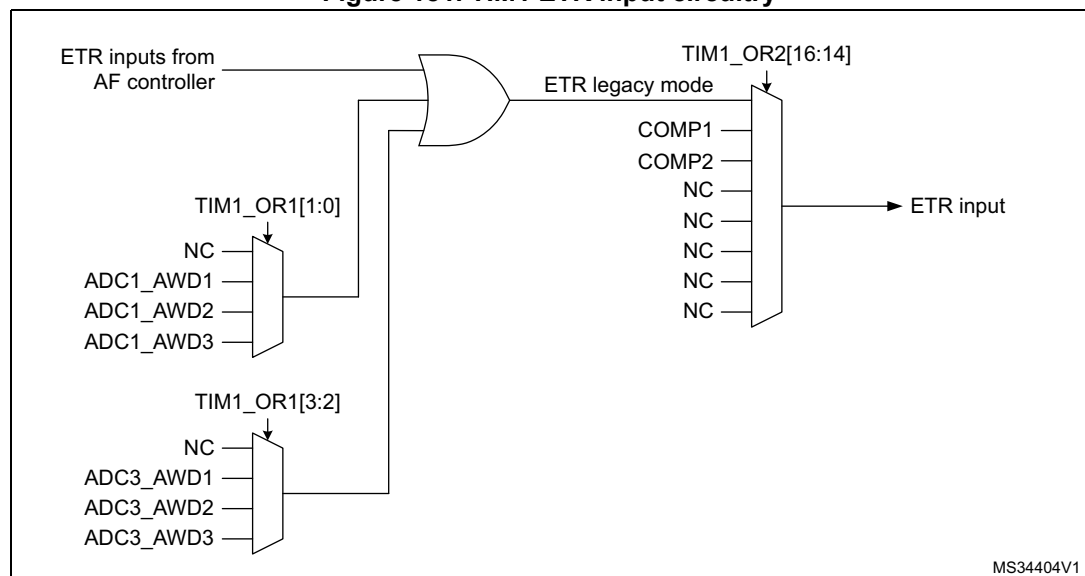 ETR inputs from
AF controller
TIM1_OR2[16:14]
ETR legacy mode
COMP1
COMP2
NC
NC
NC
NC
NC
ETR input
TIM1_OR1[1:0]
NC
ADC1_AWD1
ADC1_AWD2
ADC1_AWD3
TIM1_OR1[3:2]
NC
ADC3_AWD1
ADC3_AWD2
ADC3_AWD3
MS34404V1